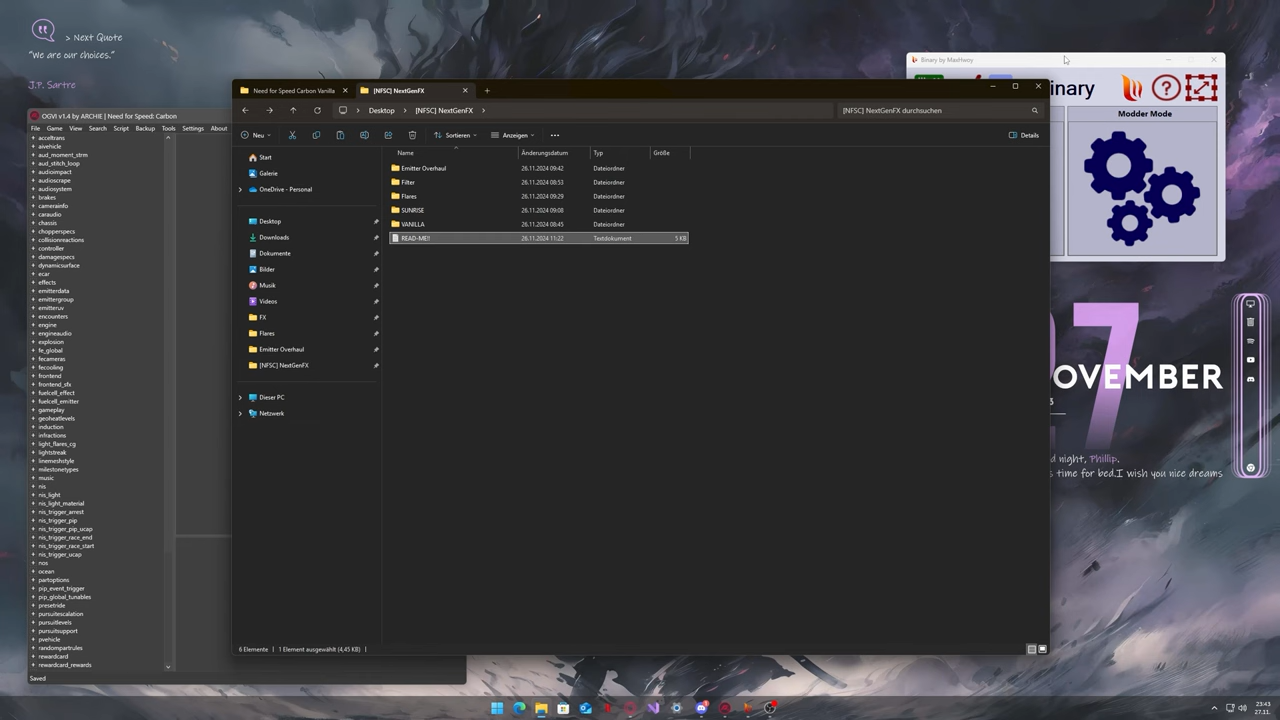 > Next Quote
"We are our choices."
J.P. Sartre
Binary by MaxHwoy
Modder Mode
OGVI v1.4 by ARCHIE | Need for Speed: Carbon
File Game View Search Script Backup Tools Settings About
acceltrans
aivehicle
aud_moment_strm
aud_stitch_loop
audioimpact
audioscrape
audiosystem
brakes
camerainfo
caraudio
chassis
chopperspecs
collisionreactions
controller
damagespecs
dynamicsurface
ecar
effects
emitterdata
emittergroup
emitteruv
encounters
engine
engineaudio
explosion
fe_global
fecameras
fecooling
frontend
frontend_sfx
fuelcell_effect
fuelcell_emitter
gameplay
geoheatlevels
induction
infractions
light_flares_cg
lightstreak
linemeshstyle
milestonetypes
music
nis
nis_light
nis_light_material
nis_trigger_arrest
nis_trigger_pip
nis_trigger_pip_ucap
nis_trigger_race_end
nis_trigger_race_start
nis_trigger_ucap
nos
ocean
partoptions
pip_event_trigger
pip_global_tunables
presetride
pursuitescalation
pursuitlevels
pursuitsupport
pvehicle
randompartrules
rewardcard
rewardcard_rewards
Saved
Need for Speed Carbon Vanilla
[NFSC] NextGenFX
Desktop > [NFSC] NextGenFX >
[NFSC] NextGenFX durchsuchen
Neu
Sortieren
Anzeigen
Details
Start
Galerie
OneDrive - Personal
Desktop
Downloads
Dokumente
Bilder
Musik
Videos
FX
Flares
Emitter Overhaul
[NFSC] NextGenFX
Dieser PC
Netzwerk
Name Änderungsdatum Typ Größe
Emitter Overhaul 26.11.2024 09:42 Dateiordner
Filter 26.11.2024 08:53 Dateiordner
Flares 26.11.2024 09:29 Dateiordner
SUNRISE 26.11.2024 09:08 Dateiordner
VANILLA 26.11.2024 08:45 Dateiordner
READ-ME!! 26.11.2024 11:22 Textdokument 5 KB
6 Elemente | 1 Element ausgewählt (4,45 KB) |
7
OVEMBER
3
d night, Phillip.
s time for bed.I wish you nice dreams
23:43
27.11.